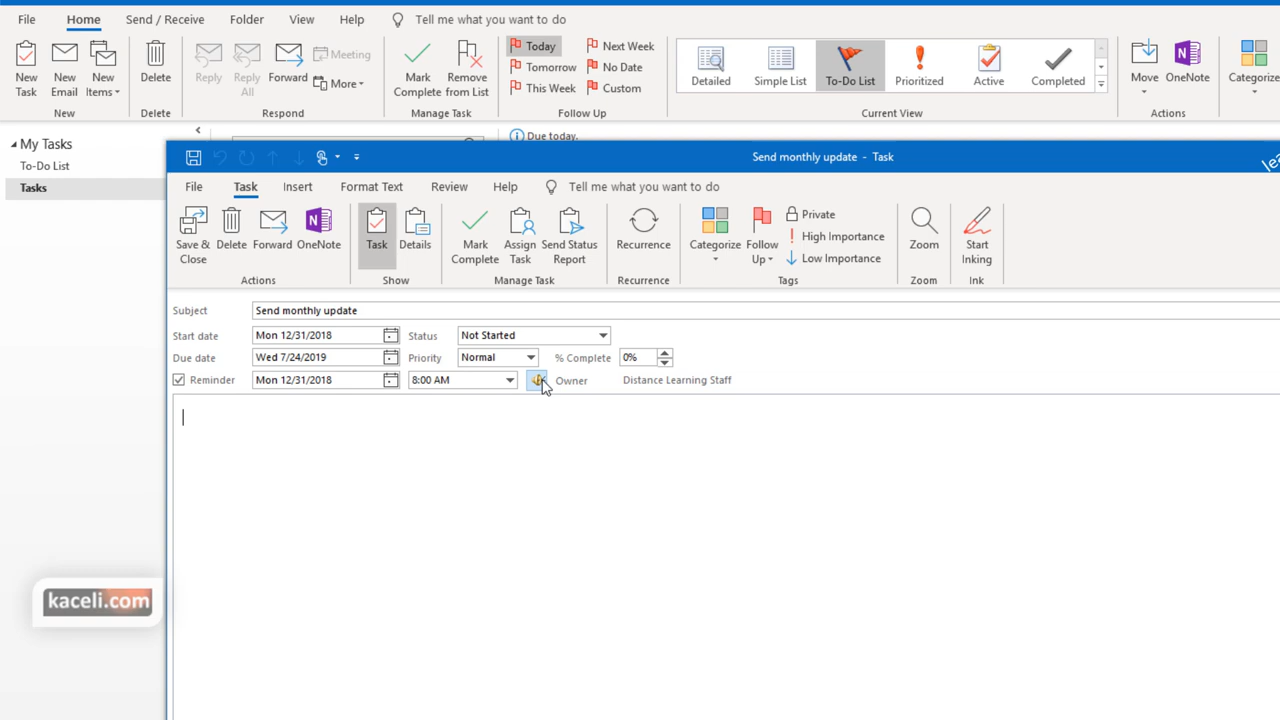 File Home Send / Receive Folder View Help Tell me what you want to do
New Task New Email New Items Delete Reply Reply All Forward Meeting More Mark Complete Remove from List Today Tomorrow This Week Next Week No Date Custom Detailed Simple List To-Do List Prioritized Active Completed Move OneNote Categorize
New Delete Respond Manage Task Follow Up Current View Actions
My Tasks
To-Do List
Tasks
Due today.
Send monthly update - Task
File Task Insert Format Text Review Help Tell me what you want to do
Save & Close Delete Forward OneNote Task Details Mark Complete Assign Task Send Status Report Recurrence Categorize Follow Up Private High Importance Low Importance Zoom Start Inking
Actions Show Manage Task Recurrence Tags Zoom Ink
Subject Send monthly update
Start date Mon 12/31/2018 Status Not Started
Due date Wed 7/24/2019 Priority Normal % Complete 0%
Reminder Mon 12/31/2018 8:00 AM Owner Distance Learning Staff
kaceli.com